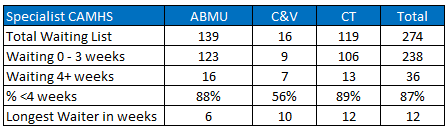 Specialist CAMHS ABMU C&V CT Total
Total Waiting List 139 16 119 274
Waiting 0 - 3 weeks 123 9 106 238
Waiting 4+ weeks 16 7 13 36
% <4 weeks 88% 56% 89% 87%
Longest Waiter in weeks 6 10 12 12